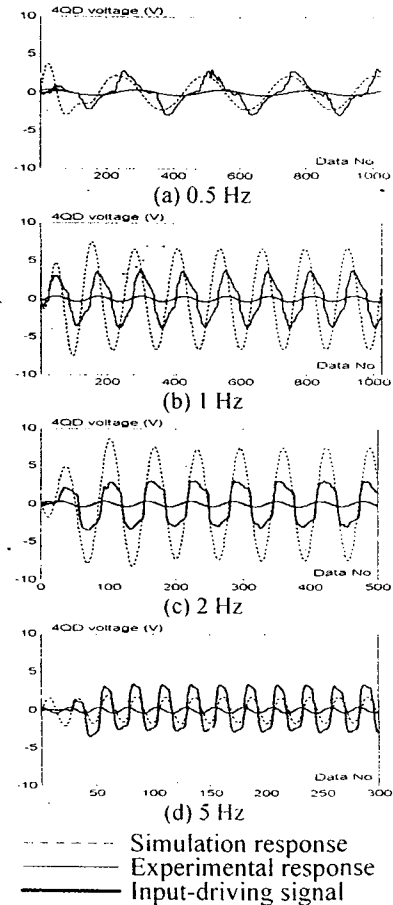 10
4QD voltage (V)
5
0
-5
Data No
-10
200 400 600 800 1000
(a) 0.5 Hz
10
4QD voltage (V)
5
0
-5
Data No
-10
0 200 400 600 800 1000
(b) 1 Hz
10
4QD voltage (V)
5
0
-5
Data No
-10
0 100 200 300 400 500
(c) 2 Hz
10
4QD voltage (V)
5
0
-5
Data No
-10
50 100 150 200 250 300
(d) 5 Hz
Simulation response
Experimental response
Input-driving signal